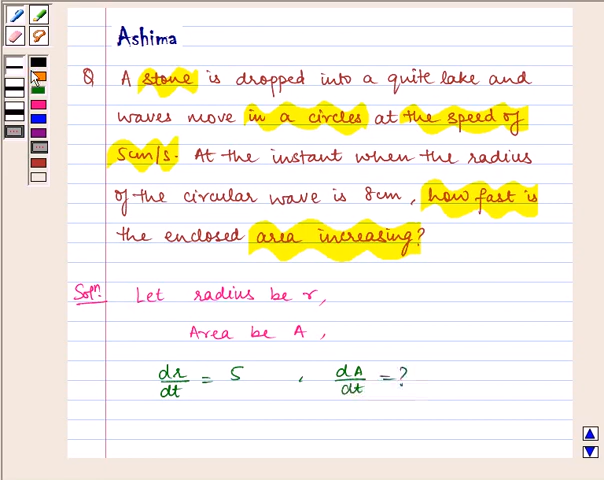 Ashima
Q A stone is dropped into a quite lake and
waves move in a circles at the speed of
5cm/s. At the instant when the radius
of the circular wave is 8cm, how fast is
the enclosed area increasing?
Solⁿ. Let radius be r,
Area be A,
dr/dt = 5 , dA/dt = ?